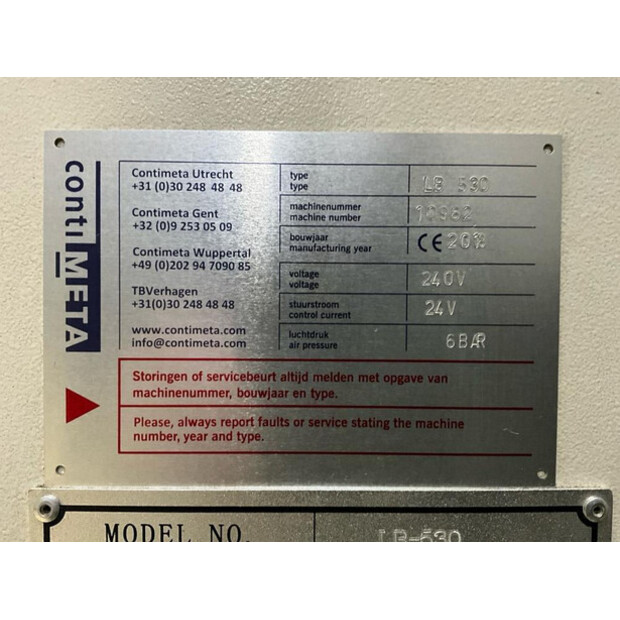 conti META
Contimeta Utrecht
+31 (0)30 248 48 48
Contimeta Gent
+32 (0)9 253 05 09
Contimeta Wuppertal
+49 (0)202 94 7090 85
TBVerhagen
+31(0)30 248 48 48
www.contimeta.com
info@contimeta.com
type LB 530
type
machinenummer
machine number
bouwjaar CE
manufacturing year
voltage 240V
voltage
stuurstroom 24V
control current
luchtdruk 6BAR
air pressure
Storingen of servicebeurt altijd melden met opgave van
machinenummer, bouwjaar en type.
Please, always report faults or service stating the machine
number, year and type.
MODEL NO. LB-530